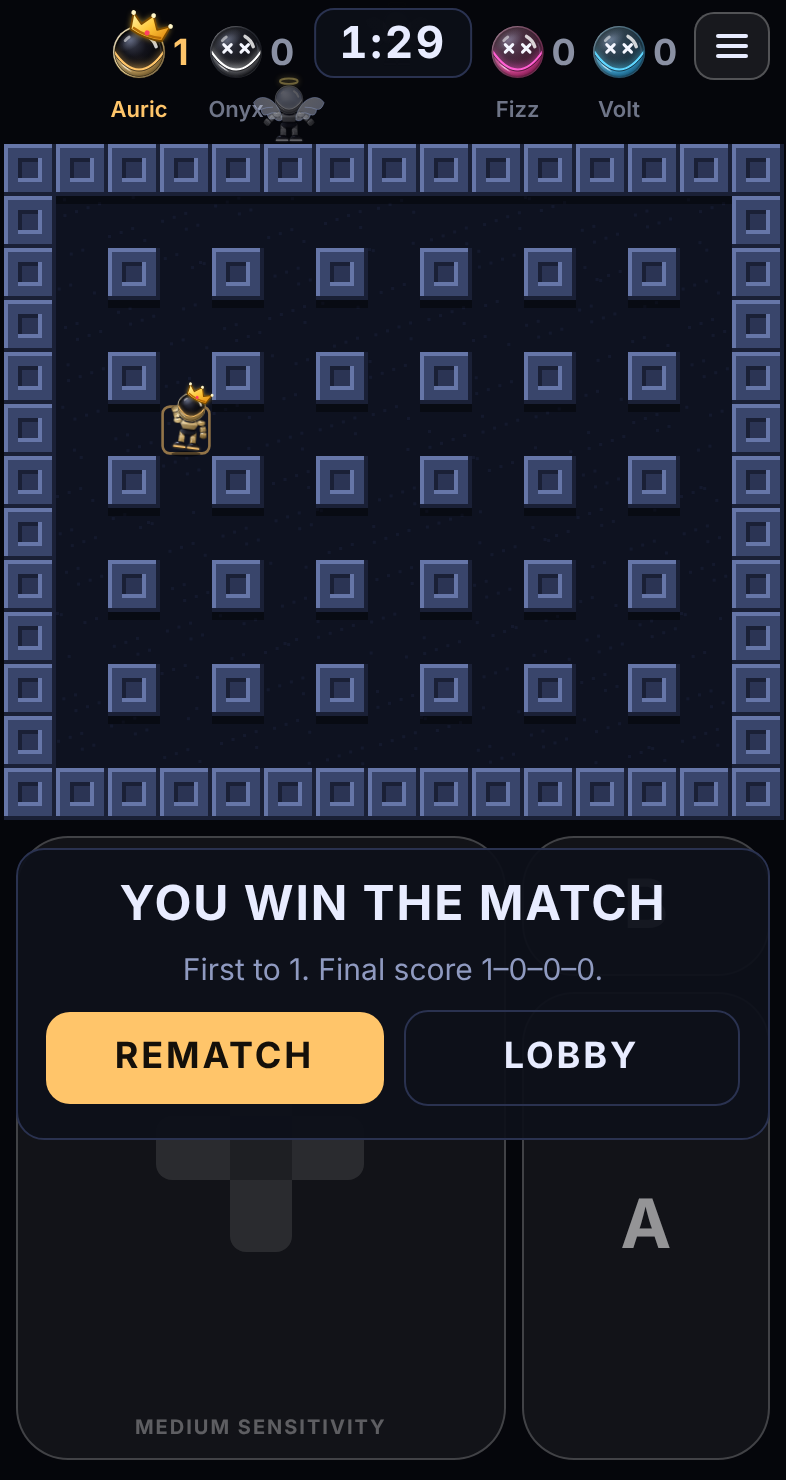 1 0 1:29 0 0
Auric Onyx Fizz Volt
YOU WIN THE MATCH
First to 1. Final score 1–0–0–0.
REMATCH LOBBY
A
MEDIUM SENSITIVITY